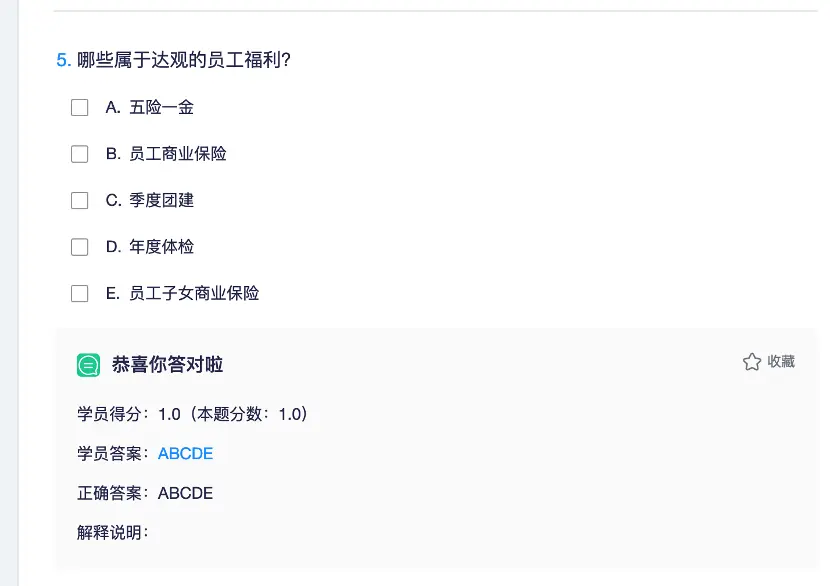 5. 哪些属于达观的员工福利?
A. 五险一金
B. 员工商业保险
C. 季度团建
D. 年度体检
E. 员工子女商业保险
恭喜你答对啦
收藏
学员得分：1.0（本题分数：1.0）
学员答案：ABCDE
正确答案：ABCDE
解释说明：